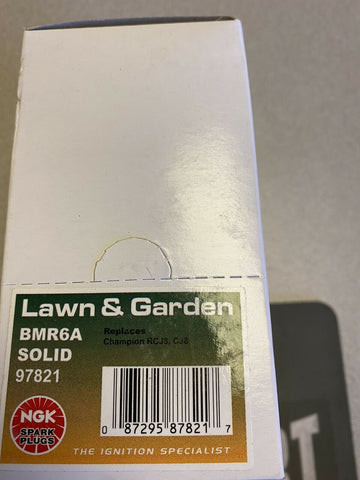 Lawn & Garden
BMR6A
SOLID
97821
Replaces
Champion RCJ8, CJ8
0 87295 87821 7
NGK
SPARK
PLUGS
THE IGNITION SPECIALIST